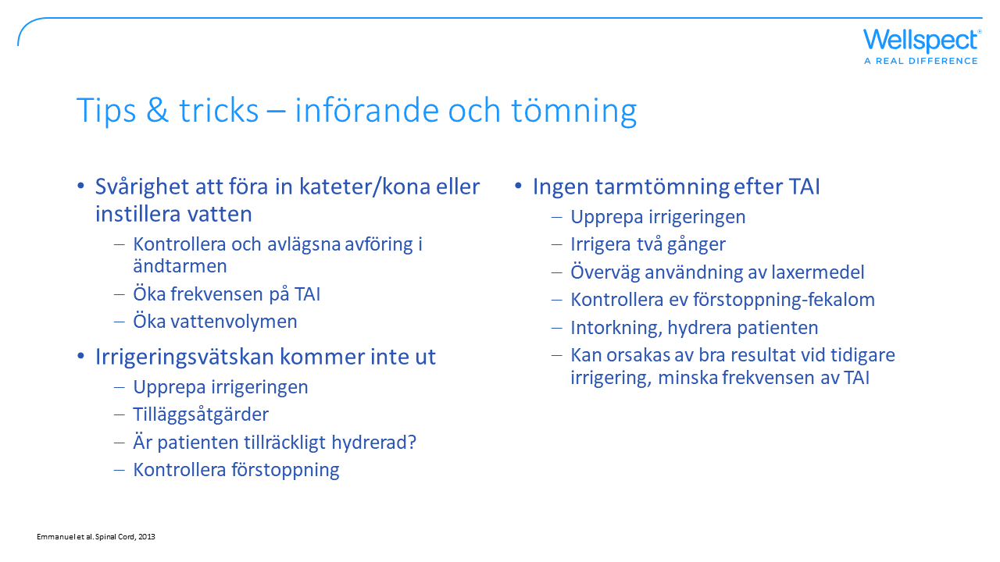 Wellspect®
A REAL DIFFERENCE
Tips & tricks – införande och tömning
• Svårighet att föra in kateter/kona eller
instillera vatten
– Kontrollera och avlägsna avföring i
ändtarmen
– Öka frekvensen på TAI
– Öka vattenvolymen
• Irrigeringsvätskan kommer inte ut
– Upprepa irrigeringen
– Tilläggsåtgärder
– Är patienten tillräckligt hydrerad?
– Kontrollera förstoppning
• Ingen tarmtömning efter TAI
– Upprepa irrigeringen
– Irrigera två gånger
– Överväg användning av laxermedel
– Kontrollera ev förstoppning-fekalom
– Intorkning, hydrera patienten
– Kan orsakas av bra resultat vid tidigare
irrigering, minska frekvensen av TAI
Emmanuel et al. Spinal Cord, 2013